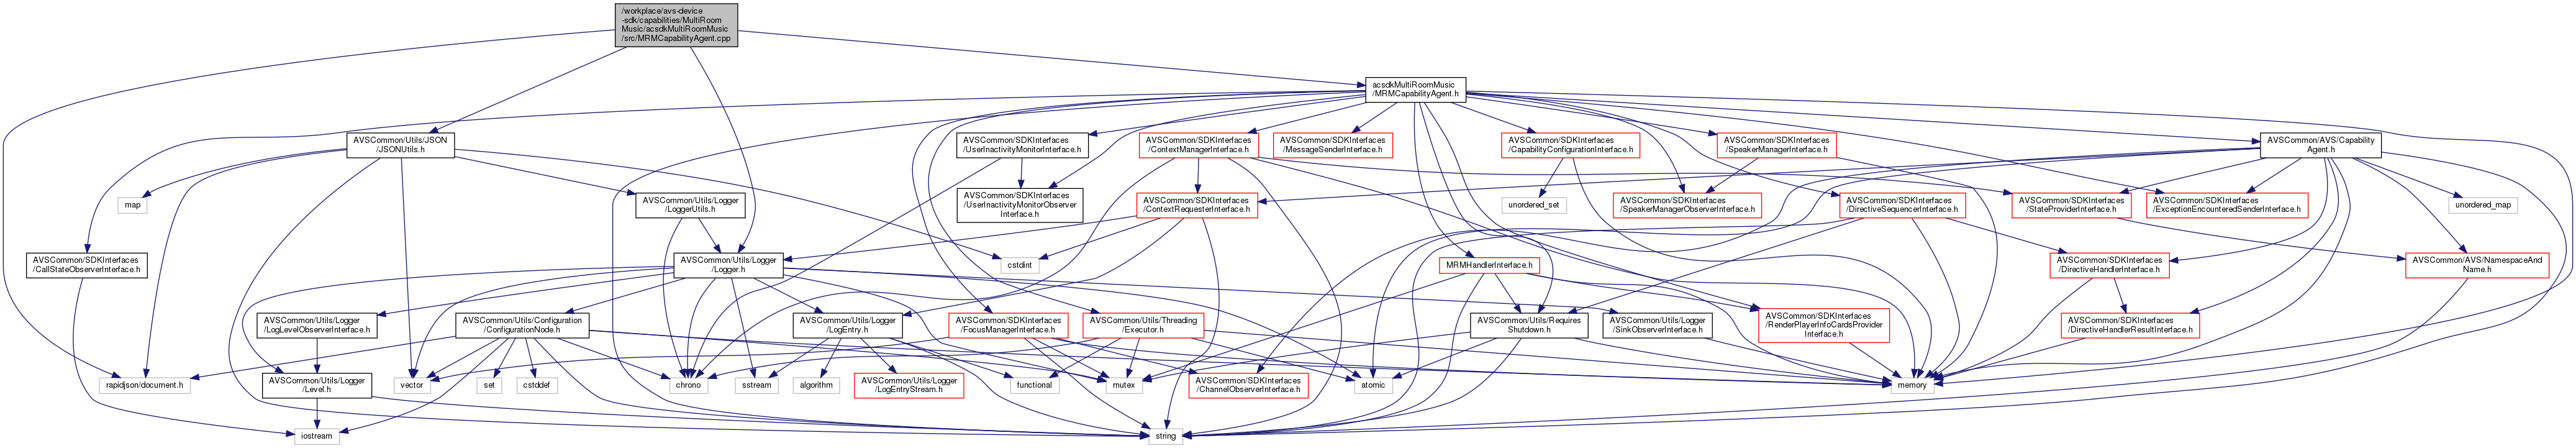 /workplace/avs-device
-sdk/capabilities/MultiRoom
Music/acsdkMultiRoomMusic
/src/MRMCapabilityAgent.cpp
acsdkMultiRoomMusic
/MRMCapabilityAgent.h
AVSCommon/Utils/JSON
/JSONUtils.h
AVSCommon/SDKInterfaces
/UserInactivityMonitorInterface.h
AVSCommon/SDKInterfaces
/ContextManagerInterface.h
AVSCommon/SDKInterfaces
/MessageSenderInterface.h
AVSCommon/SDKInterfaces
/CapabilityConfigurationInterface.h
AVSCommon/SDKInterfaces
/SpeakerManagerInterface.h
AVSCommon/AVS/Capability
Agent.h
map
AVSCommon/Utils/Logger
/LoggerUtils.h
AVSCommon/SDKInterfaces
/UserInactivityMonitorObserver
Interface.h
AVSCommon/SDKInterfaces
/ContextRequesterInterface.h
unordered_set
AVSCommon/SDKInterfaces
/SpeakerManagerObserverInterface.h
AVSCommon/SDKInterfaces
/DirectiveSequencerInterface.h
AVSCommon/SDKInterfaces
/StateProviderInterface.h
AVSCommon/SDKInterfaces
/ExceptionEncounteredSenderInterface.h
unordered_map
AVSCommon/SDKInterfaces
/CallStateObserverInterface.h
AVSCommon/Utils/Logger
/Logger.h
cstdint
MRMHandlerInterface.h
AVSCommon/SDKInterfaces
/DirectiveHandlerInterface.h
AVSCommon/AVS/NamespaceAnd
Name.h
AVSCommon/Utils/Logger
/LogLevelObserverInterface.h
AVSCommon/Utils/Configuration
/ConfigurationNode.h
AVSCommon/Utils/Logger
/LogEntry.h
AVSCommon/SDKInterfaces
/FocusManagerInterface.h
AVSCommon/Utils/Threading
/Executor.h
AVSCommon/Utils/Requires
Shutdown.h
AVSCommon/Utils/Logger
/SinkObserverInterface.h
AVSCommon/SDKInterfaces
/RenderPlayerInfoCardsProvider
Interface.h
AVSCommon/SDKInterfaces
/DirectiveHandlerResultInterface.h
rapidjson/document.h
AVSCommon/Utils/Logger
/Level.h
vector
set
cstddef
chrono
sstream
algorithm
AVSCommon/Utils/Logger
/LogEntryStream.h
functional
mutex
AVSCommon/SDKInterfaces
/ChannelObserverInterface.h
atomic
memory
iostream
string